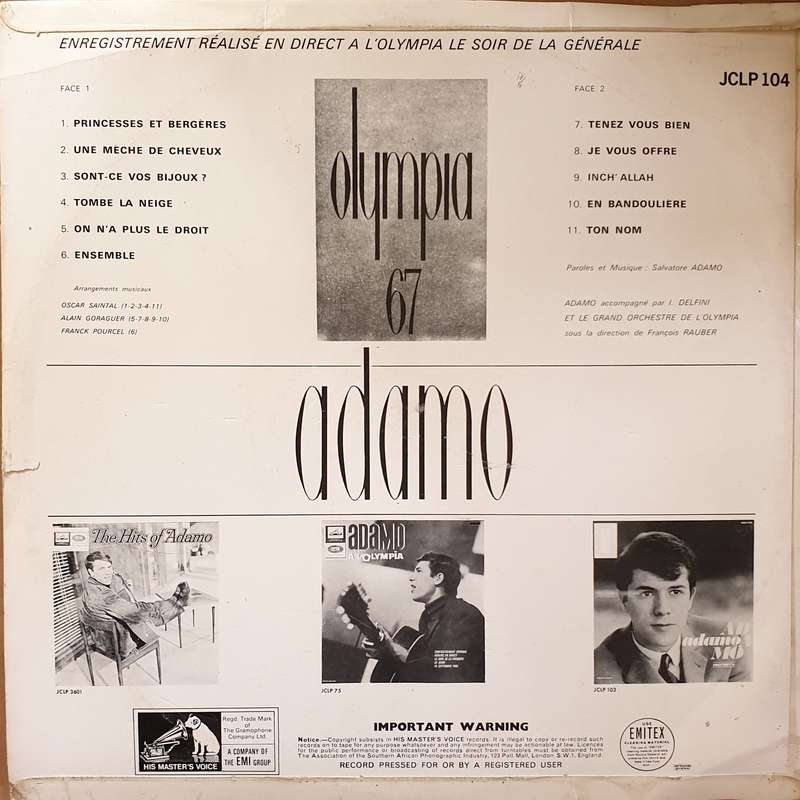 ENREGISTREMENT RÉALISÉ EN DIRECT A L'OLYMPIA LE SOIR DE LA GÉNÉRALE
JCLP 104
FACE 1
1. PRINCESSES ET BERGÈRES
2. UNE MÈCHE DE CHEVEUX
3. SONT-CE VOS BIJOUX ?
4. TOMBE LA NEIGE
5. ON N'A PLUS LE DROIT
6. ENSEMBLE
Arrangements musicaux
OSCAR SAINTAL (1-2-3-4-11)
ALAIN GORAGUER (5-7-8-9-10)
FRANCK POURCEL (6)
olympia
67
FACE 2
7. TENEZ VOUS BIEN
8. JE VOUS OFFRE
9. INCH' ALLAH
10. EN BANDOULIÈRE
11. TON NOM
Paroles et Musique : Salvatore ADAMO
ADAMO accompagné par I. DELFINI
ET LE GRAND ORCHESTRE DE L'OLYMPIA
sous la direction de François RAUBER
adamo
The Hits of Adamo
JCLP 3601
ADAMO
A L'OLYMPIA
JCLP 75
AD
adamo
MO
JCLP 103
HIS MASTER'S VOICE
Regd. Trade Mark
of The
Gramophone
Company Ltd.
A COMPANY OF
THE EMI GROUP
IMPORTANT WARNING
Notice.—Copyright subsists in HIS MASTER'S VOICE records. It is illegal to copy or re-record such
records on to tape for any purpose whatsoever and any infringement may be actionable at law. Licences
for the public performance or broadcasting of records direct from turntables must be obtained from
The Association of the Southern African Phonographic Industry, 123 Pall Mall, London. S.W.1, England.
RECORD PRESSED FOR OR BY A REGISTERED USER
USE
EMITEX
CLEANING MATERIAL